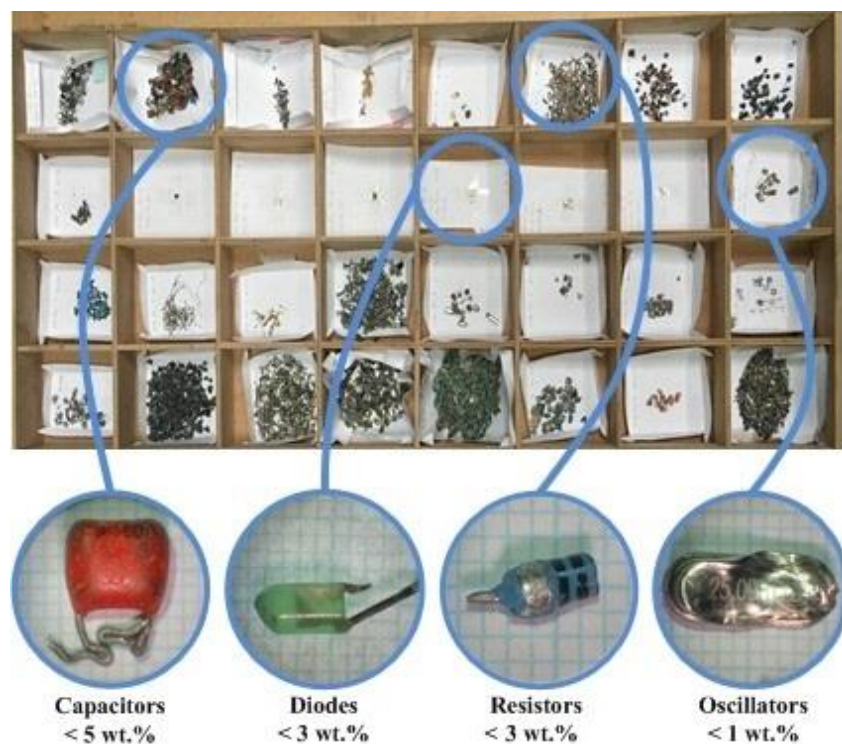 Capacitors
< 5 wt.%
Diodes
< 3 wt.%
Resistors
< 3 wt.%
Oscillators
< 1 wt.%